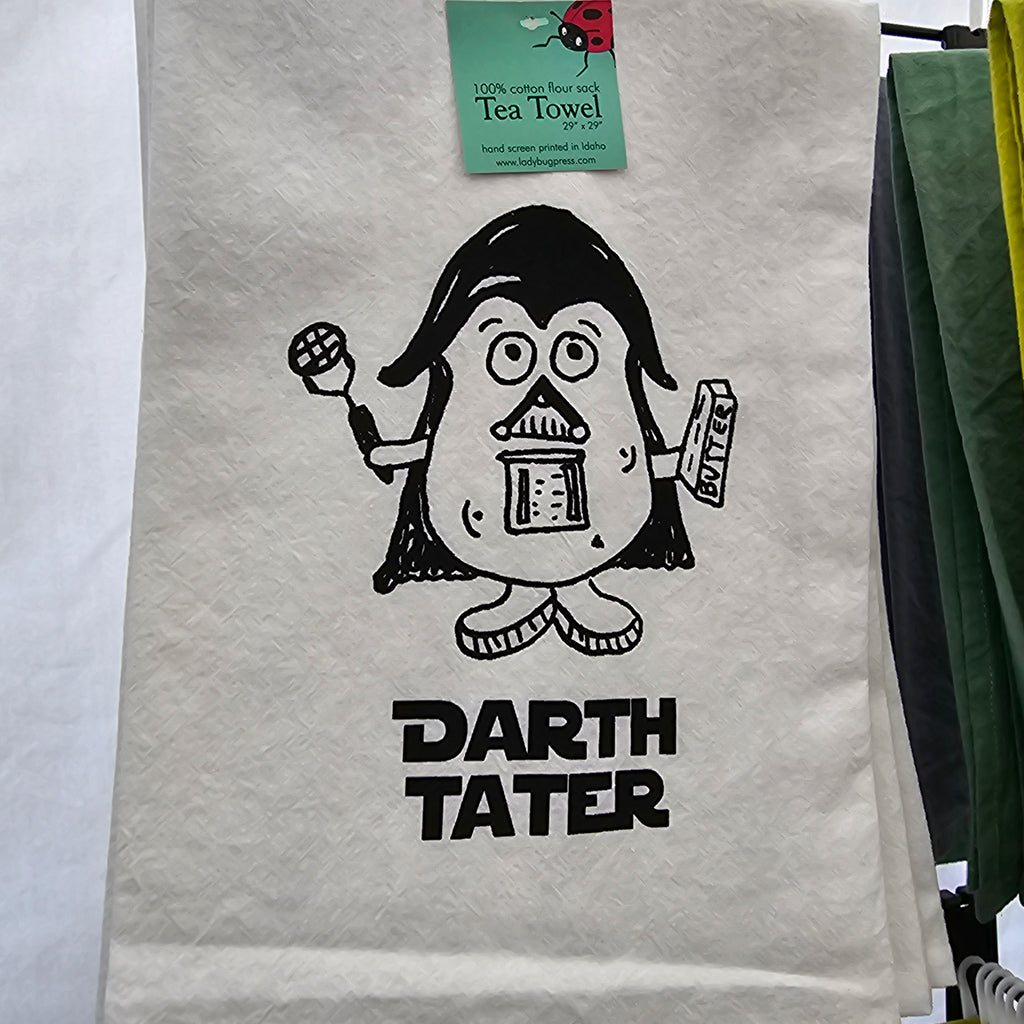 100% cotton flour sack
Tea Towel
29" x 29"
hand screen printed in Idaho
www.ladybugpress.com
BUTTER
DARTH
TATER